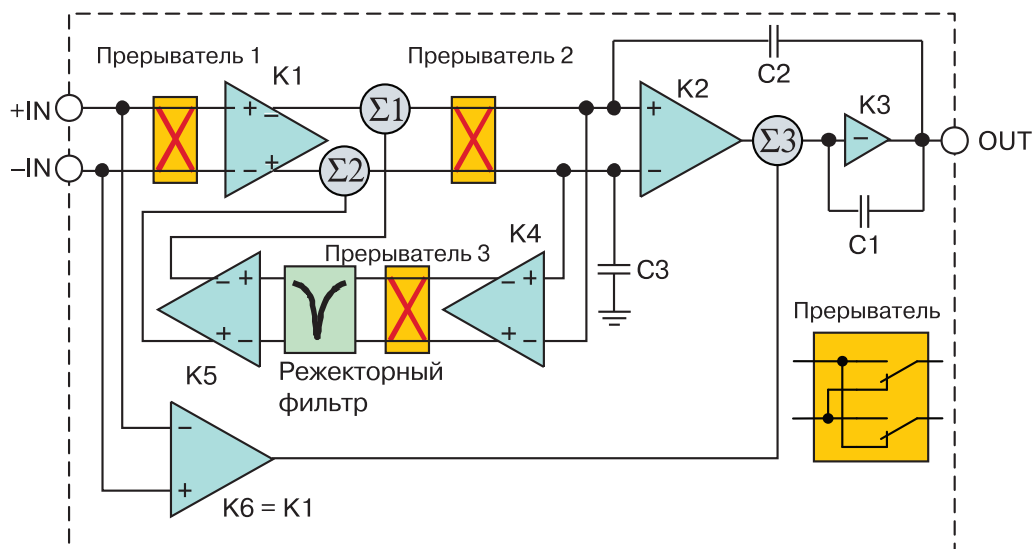 Прерыватель 1
K1
Прерыватель 2
C2
K2
K3
+IN
–IN
Σ1
Σ2
Σ3
OUT
+ –
– +
+
–
–
C1
Прерыватель 3
K4
C3
– +
+ –
– +
+ –
K5
Режекторный
фильтр
Прерыватель
–
+
K6 = K1